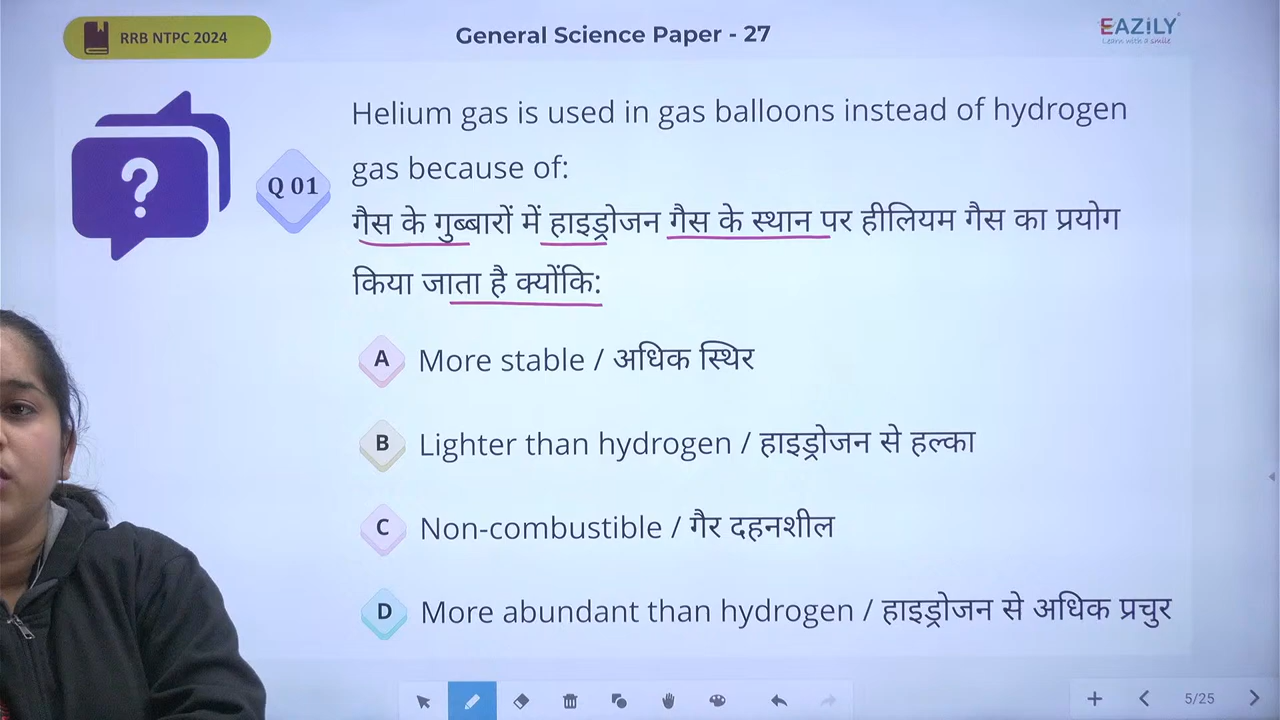 RRB NTPC 2024
General Science Paper - 27
EAZiLY
Learn with a smile
?
Q 01
Helium gas is used in gas balloons instead of hydrogen
gas because of:
गैस के गुब्बारों में हाइड्रोजन गैस के स्थान पर हीलियम गैस का प्रयोग
किया जाता है क्योंकि:
A More stable / अधिक स्थिर
B Lighter than hydrogen / हाइड्रोजन से हल्का
C Non-combustible / गैर दहनशील
D More abundant than hydrogen / हाइड्रोजन से अधिक प्रचुर
5/25